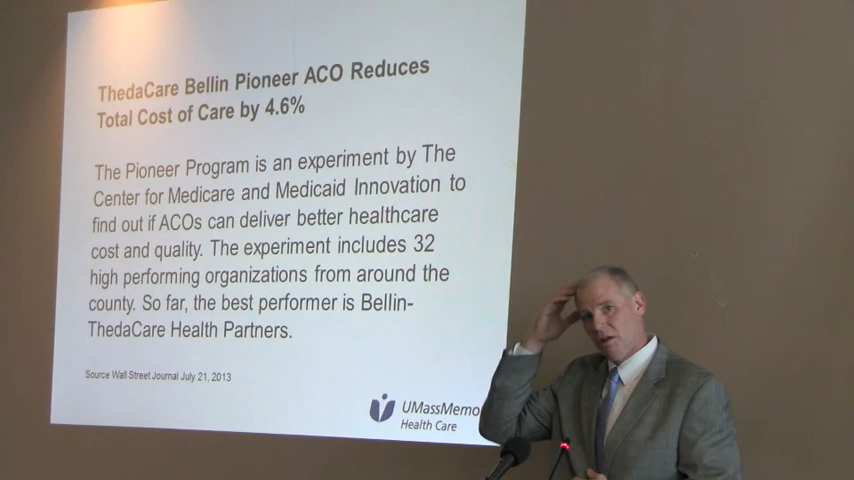 ThedaCare Bellin Pioneer ACO Reduces
Total Cost of Care by 4.6%
The Pioneer Program is an experiment by The
Center for Medicare and Medicaid Innovation to
find out if ACOs can deliver better healthcare
cost and quality. The experiment includes 32
high performing organizations from around the
county. So far, the best performer is Bellin-
ThedaCare Health Partners.
Source Wall Street Journal July 21, 2013
UMassMemo
Health Care